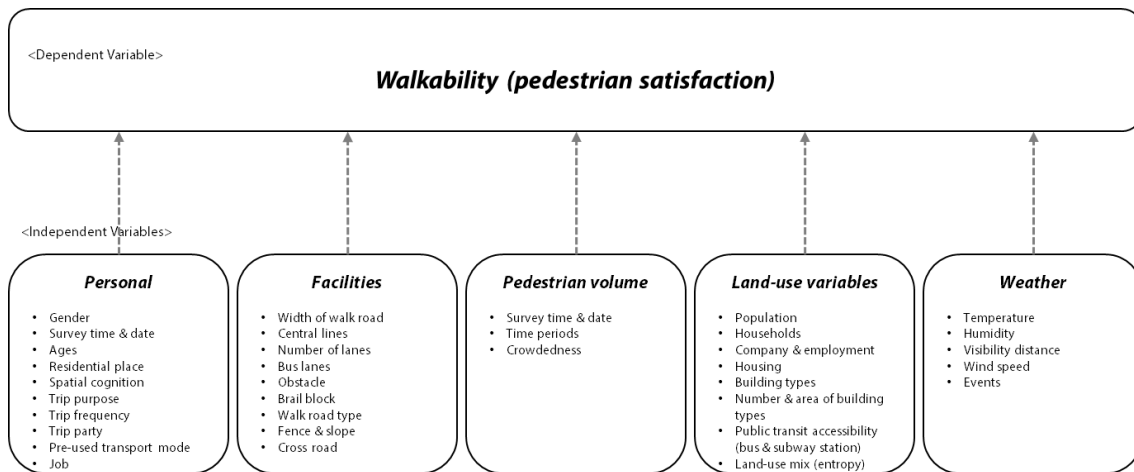 <Dependent Variable>
Walkability (pedestrian satisfaction)
<Independent Variables>
Personal
• Gender
• Survey time & date
• Ages
• Residential place
• Spatial cognition
• Trip purpose
• Trip frequency
• Trip party
• Pre-used transport mode
• Job
Facilities
• Width of walk road
• Central lines
• Number of lanes
• Bus lanes
• Obstacle
• Brail block
• Walk road type
• Fence & slope
• Cross road
Pedestrian volume
• Survey time & date
• Time periods
• Crowdedness
Land-use variables
• Population
• Households
• Company & employment
• Housing
• Building types
• Number & area of building
types
• Public transit accessibility
(bus & subway station)
• Land-use mix (entropy)
Weather
• Temperature
• Humidity
• Visibility distance
• Wind speed
• Events